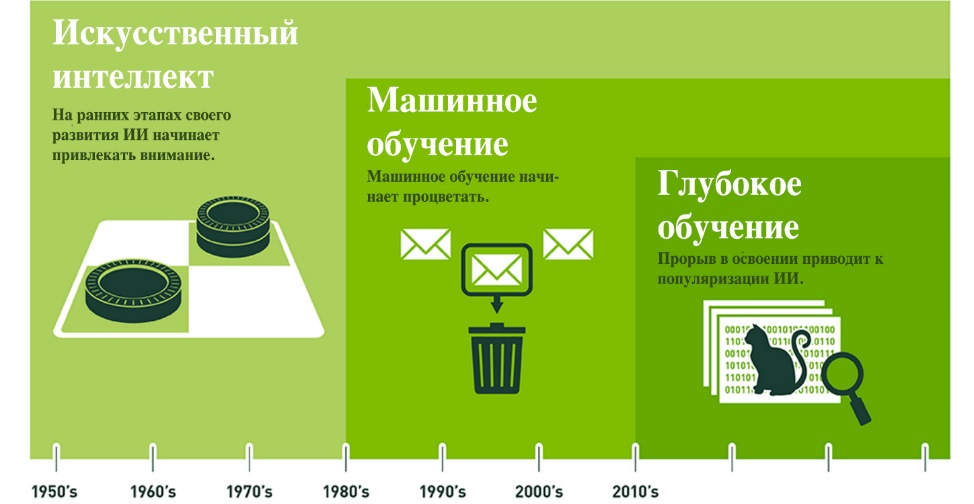 Искусственный
интеллект
На ранних этапах своего
развития ИИ начинает
привлекать внимание.
Машинное
обучение
Машинное обучение начи-
нает процветать.
Глубокое
обучение
Прорыв в освоении приводит к
популяризации ИИ.
1950's 1960's 1970's 1980's 1990's 2000's 2010's